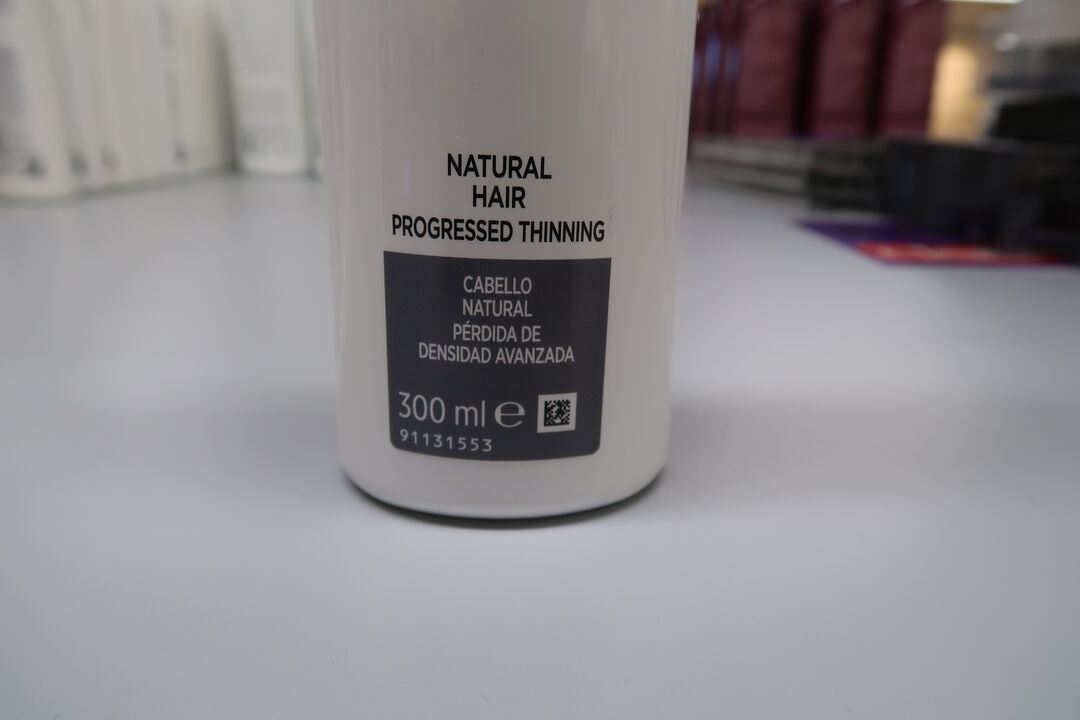 NATURAL
HAIR
PROGRESSED THINNING
CABELLO
NATURAL
PÉRDIDA DE
DENSIDAD AVANZADA
300 ml ℮
91131553